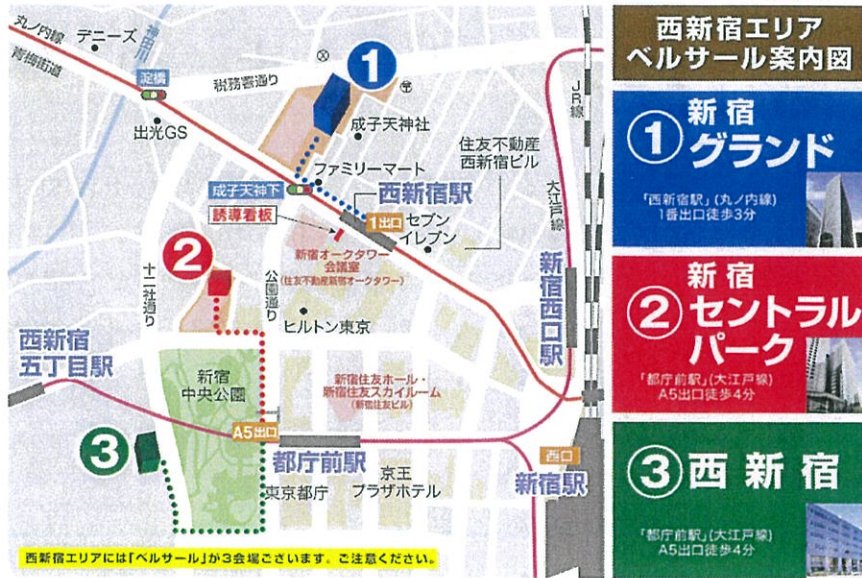 丸ノ内線
青梅街道
デニーズ
神田川
淀橋
出光GS
税務署通り
1
成子天神社
ファミリーマート
成子天神下
誘導看板
西新宿駅
1出口
セブン
イレブン
住友不動産
西新宿ビル
JR線
大江戸線
新宿オークタワー
会議室
(住友不動産新宿オークタワー)
2
十二社通り
公園通り
ヒルトン東京
新宿西口駅
西新宿
五丁目駅
新宿
中央公園
新宿住友ホール・
新宿住友スカイルーム
(新宿住友ビル)
A5出口
3
都庁前駅
東京都庁
京王
プラザホテル
西口
新宿駅
西新宿エリアには「ベルサール」が3会場ございます。ご注意ください。
西新宿エリア
ベルサール案内図
① 新宿
グランド
「西新宿駅」(丸ノ内線)
1番出口徒歩3分
② 新宿
セントラル
パーク
「都庁前駅」(大江戸線)
A5出口徒歩4分
③ 西新宿
「都庁前駅」(大江戸線)
A5出口徒歩4分